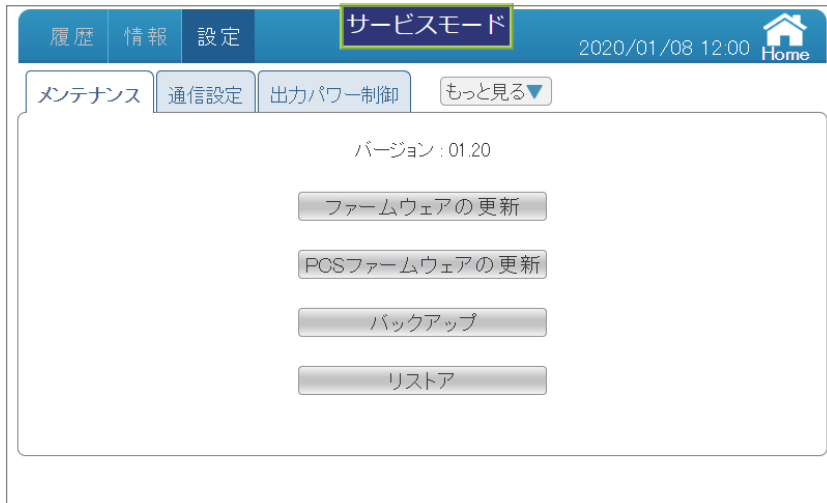 履歴 情報 設定 サービスモード 2020/01/08 12:00 Home
メンテナンス 通信設定 出力パワー制御 もっと見る▼
バージョン : 01.20
ファームウェアの更新
PCSファームウェアの更新
バックアップ
リストア